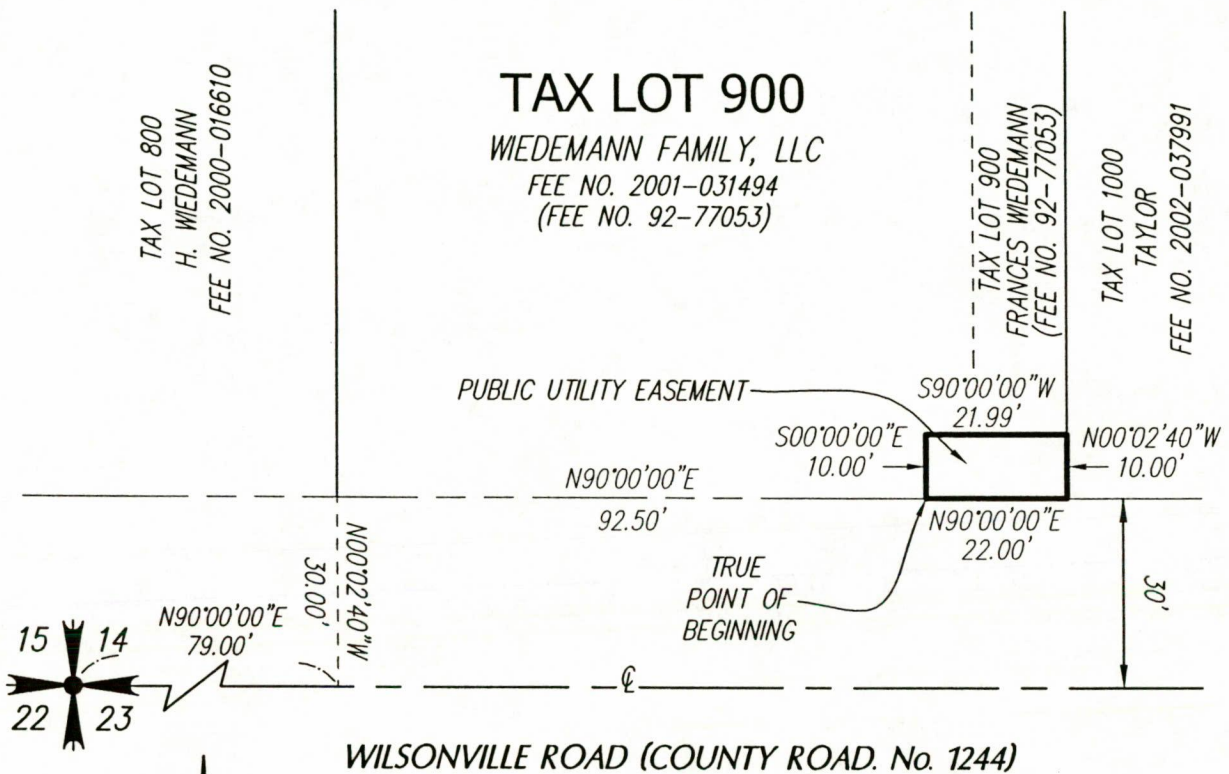 TAX LOT 800
H. WIEDEMANN
FEE NO. 2000-016610
TAX LOT 900
WIEDEMANN FAMILY, LLC
FEE NO. 2001-031494
(FEE NO. 92-77053)
TAX LOT 900
FRANCES WIEDEMANN
(FEE NO. 92-77053)
TAX LOT 1000
TAYLOR
FEE NO. 2002-037991
PUBLIC UTILITY EASEMENT
S90°00'00"W
21.99'
S00°00'00"E
10.00'
N00°02'40"W
10.00'
N90°00'00"E
92.50'
N90°00'00"E
22.00'
TRUE
POINT OF
BEGINNING
30'
N00°02'40"W
30.00'
N90°00'00"E
79.00'
15 14
22 23
℄
WILSONVILLE ROAD (COUNTY ROAD. No. 1244)